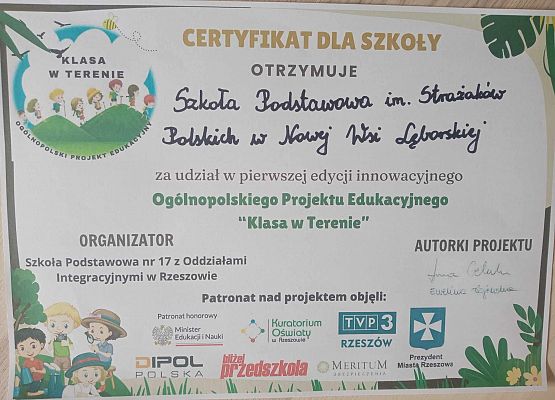 KLASA
W TERENIE
OGÓLNOPOLSKI PROJEKT EDUKACYJNY
CERTYFIKAT DLA SZKOŁY
OTRZYMUJE
Szkoła Podstawowa im. Strażaków
Polskich w Nowej Wsi Lęborskiej
za udział w pierwszej edycji innowacyjnego
Ogólnopolskiego Projektu Edukacyjnego
“Klasa w Terenie”
ORGANIZATOR
Szkoła Podstawowa nr 17 z Oddziałami
Integracyjnymi w Rzeszowie
AUTORKI PROJEKTU
Anna
Ewelina
Patronat nad projektem objęli:
Patronat honorowy
Minister
Edukacji i Nauki
Kuratorium
Oświaty
w Rzeszowie
TVP3
RZESZÓW
Prezydent
Miasta Rzeszowa
DIPOL
POLSKA
bliżej
przedszkola
MERITUM
UBEZPIECZENIA